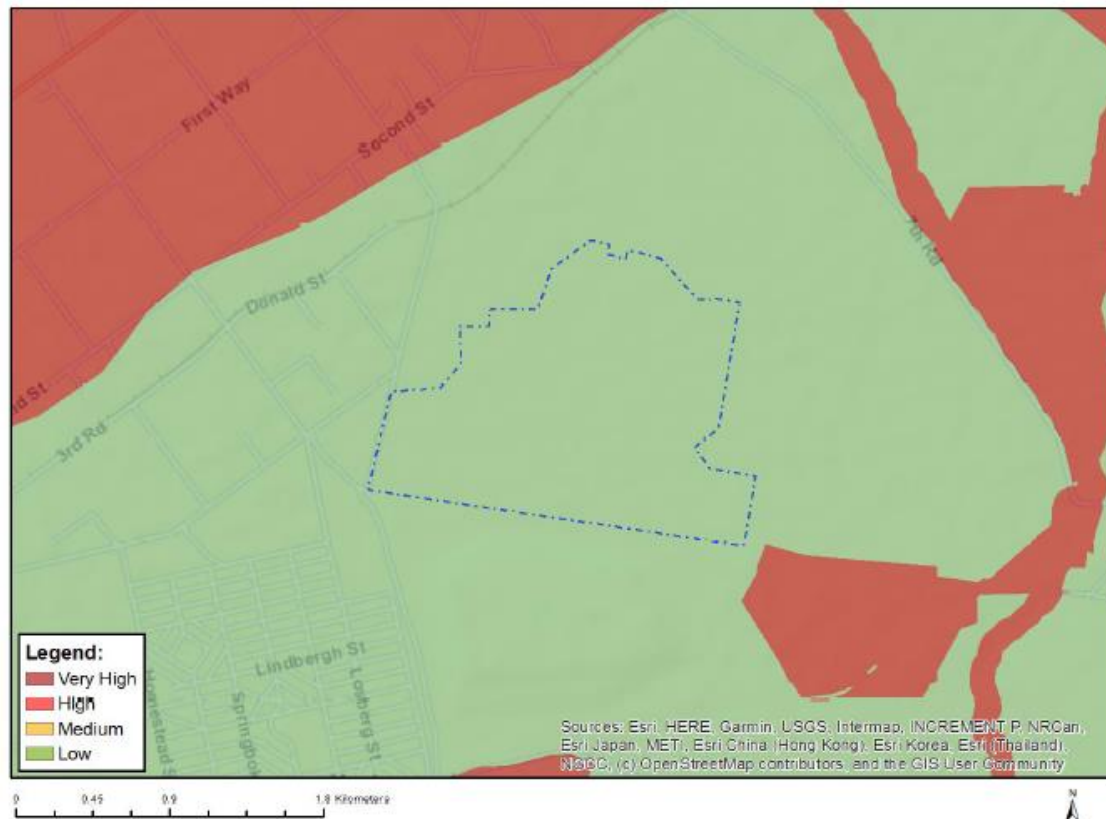 First Way
Second St
Donald St
7th Rd
nd St
3rd Rd
Lindbergh St
Homestead S
Springbok
Losberg St
Legend:
Very High
High
Medium
Low
Sources: Esri, HERE, Garmin, USGS, Intermap, INCREMENT P, NRCan,
Esri Japan, METI, Esri China (Hong Kong), Esri Korea, Esri (Thailand),
NGCC, (c) OpenStreetMap contributors, and the GIS User Community
0 0.45 0.9 1.8 Kilometers
N